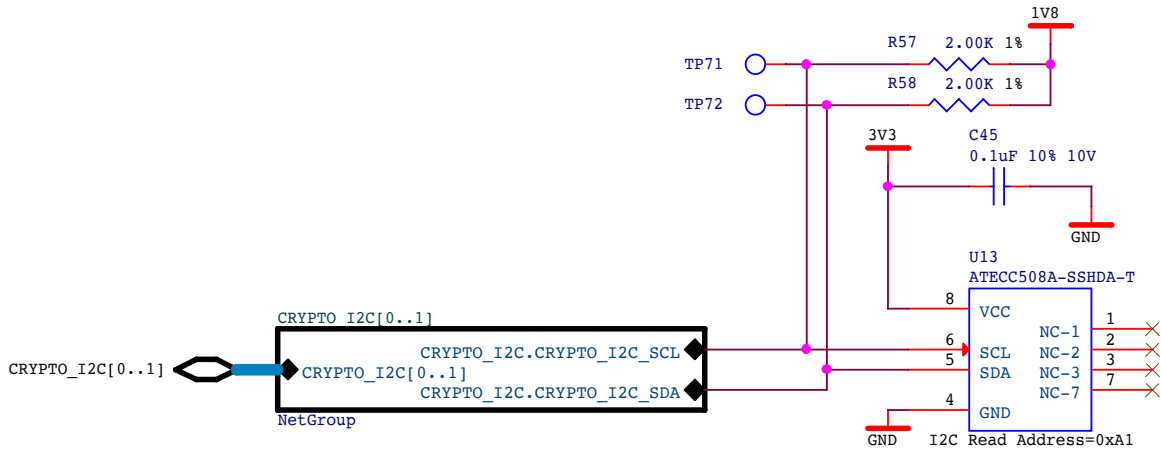 1V8
R57 2.00K 1%
TP71
R58 2.00K 1%
TP72
3V3
C45
0.1uF 10% 10V
GND
U13
ATECC508A-SSHDA-T
8 VCC
1 NC-1
6 SCL
2 NC-2
5 SDA
3 NC-3
7 NC-7
4 GND
GND
I2C Read Address=0xA1
CRYPTO I2C[0..1]
CRYPTO_I2C.CRYPTO_I2C_SCL
CRYPTO_I2C[0..1]
CRYPTO_I2C[0..1]
CRYPTO_I2C.CRYPTO_I2C_SDA
NetGroup